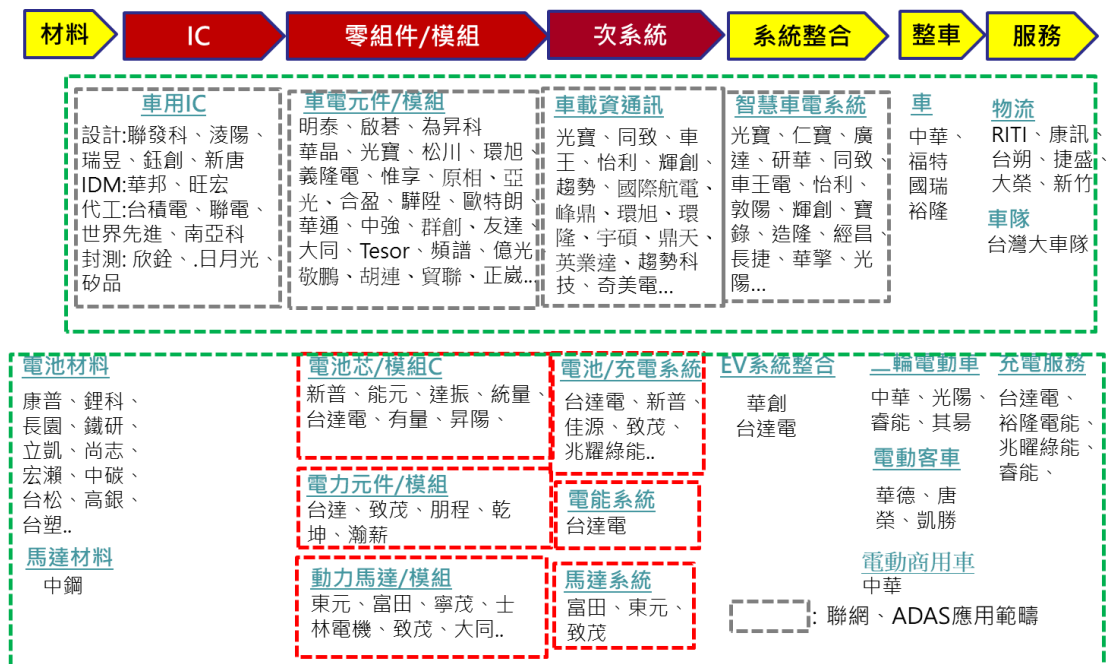 材料
IC
零組件/模組
次系統
系統整合
整車
服務
車用IC
設計:聯發科、淩陽、
瑞昱、鈺創、新唐
IDM:華邦、旺宏
代工:台積電、聯電、
世界先進、南亞科
封測: 欣銓、.日月光、
矽品
車電元件/模組
明泰、啟碁、為昇科
華晶、光寶、松川、環旭、
義隆電、惟享、原相、亞
光、合盈、驊陞、歐特朗、
華通、中強、群創、友達、
大同、Tesor、頻譜、億光
敬鵬、胡連、貿聯、正崴...
車載資通訊
光寶、同致、車
王、怡利、輝創、
趨勢、國際航電、
峰鼎、環旭、環
隆、宇碩、鼎天、
英業達、趨勢科
技、奇美電...
智慧車電系統
光寶、仁寶、廣
達、研華、同致、
車王電、怡利、
敦陽、輝創、寶
錄、造隆、經昌、
長捷、華擎、光
陽...
車
中華、
福特
國瑞
裕隆
物流
RITI、康訊、
台朔、捷盛、
大榮、新竹
車隊
台灣大車隊
電池材料
康普、鋰科、
長園、鐵研、
立凱、尚志、
宏瀨、中碳、
台松、高銀、
台塑..
馬達材料
中鋼
電池芯/模組C
新普、能元、達振、統量、
台達電、有量、昇陽、
電力元件/模組
台達、致茂、朋程、乾
坤、瀚薪
動力馬達/模組
東元、富田、寧茂、士
林電機、致茂、大同..
電池/充電系統
台達電、新普、
佳源、致茂、
兆耀綠能..
電能系統
台達電
馬達系統
富田、東元、
致茂
EV系統整合
華創
台達電
二輪電動車
中華、光陽、
睿能、其易
電動客車
華德、唐
榮、凱勝
電動商用車
中華
充電服務
台達電、
裕隆電能、
兆曜綠能、
睿能、
: 聯網、ADAS應用範疇